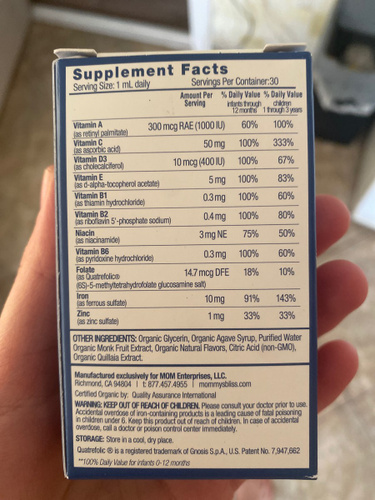 Supplement Facts
Serving Size: 1 mL daily Servings Per Container:30
Amount Per Serving % Daily Value infants through 12 months % Daily Value children 1 through 3 years
Vitamin A 300 mcg RAE (1000 IU) 60% 100%
(as retinyl palmitate)
Vitamin C 50 mg 100% 333%
(as ascorbic acid)
Vitamin D3 10 mcg (400 IU) 100% 67%
(as cholecalciferol)
Vitamin E 5 mg 100% 83%
(as d-alpha-tocopherol acetate)
Vitamin B1 0.3 mg 100% 60%
(as thiamin hydrochloride)
Vitamin B2 0.4 mg 100% 80%
(as riboflavin 5'-phosphate sodium)
Niacin 3 mg NE 75% 50%
(as niacinamide)
Vitamin B6 0.3 mg 100% 60%
(as pyridoxine hydrochloride)
Folate 14.7 mcg DFE 18% 10%
(as Quatrefolic®
(6S)-5-methyltetrahydrofolate glucosamine salt)
Iron 10 mg 91% 143%
(as ferrous sulfate)
Zinc 1 mg 33% 33%
(as zinc sulfate)
OTHER INGREDIENTS: Organic Glycerin, Organic Agave Syrup, Purified Water
Organic Monk Fruit Extract, Organic Natural Flavors, Citric Acid (non-GMO),
Organic Quillaia Extract.
Manufactured exclusively for MOM Enterprises, LLC.
Richmond, CA 94804 | t: 877.457.4955 | mommysbliss.com
Certified Organic by: Quality Assurance International
WARNING: KEEP OUT OF REACH OF CHILDREN. Please consult your doctor prior to use.
Accidental overdose of iron-containing products is a leading cause of fatal poisoning
in children under 6. Keep this product out of reach of children. In case of accidental
overdose, call a doctor or poison control center immediately.
STORAGE: Store in a cool, dry place.
Quatrefolic ® is a registered trademark of Gnosis S.p.A., U.S. Patent No. 7,947,662
**100% Daily Value for infants 0-12 months